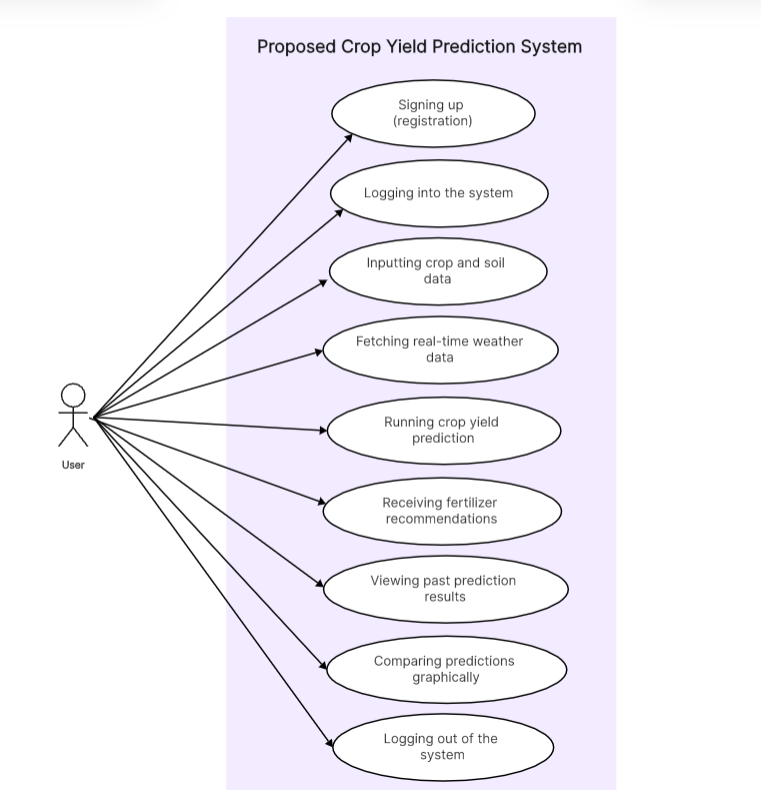 Proposed Crop Yield Prediction System
Signing up
(registration)
Logging into the system
Inputting crop and soil
data
Fetching real-time weather
data
Running crop yield
prediction
User
Receiving fertilizer
recommendations
Viewing past prediction
results
Comparing predictions
graphically
Logging out of the
system